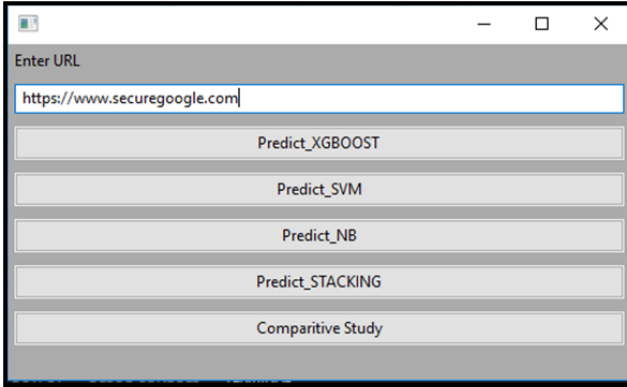 Enter URL
https://www.securegoogle.com
Predict_XGBOOST
Predict_SVM
Predict_NB
Predict_STACKING
Comparitive Study